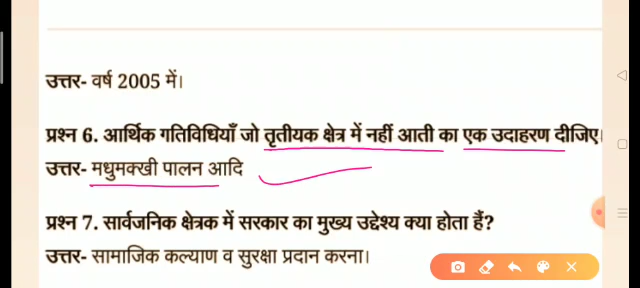 उत्तर- वर्ष 2005 में।
प्रश्न 6. आर्थिक गतिविधियाँ जो तृतीयक क्षेत्र में नहीं आती का एक उदाहरण दीजिए।
उत्तर- मधुमक्खी पालन आदि
प्रश्न 7. सार्वजनिक क्षेत्रक में सरकार का मुख्य उद्देश्य क्या होता हैं?
उत्तर- सामाजिक कल्याण व सुरक्षा प्रदान करना।